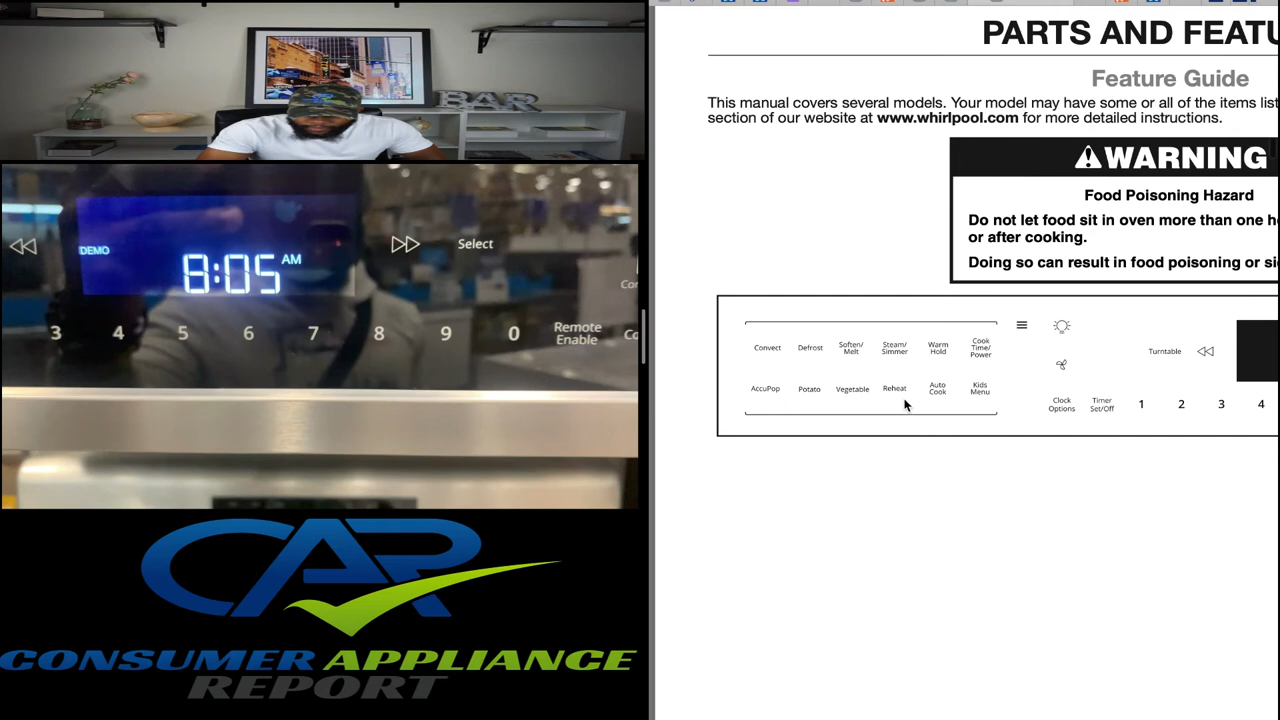 BAR
DEMO
8:05 AM
Select
3 4 5 6 7 8 9 0 Remote Enable
CAR
CONSUMER APPLIANCE
REPORT
PARTS AND
Feature Guide
This manual covers several models. Your model may have some or all of the items
section of our website at www.whirlpool.com for more detailed instructions.
WARNING
Food Poisoning Hazard
Do not let food sit in oven more than one
or after cooking.
Doing so can result in food poisoning or
Convect Defrost Soften/Melt Steam/Simmer Warm Hold Cook Time/Power
Turntable
AccuPop Potato Vegetable Reheat Auto Cook Kids Menu
Clock Options Timer Set/Off 1 2 3 4